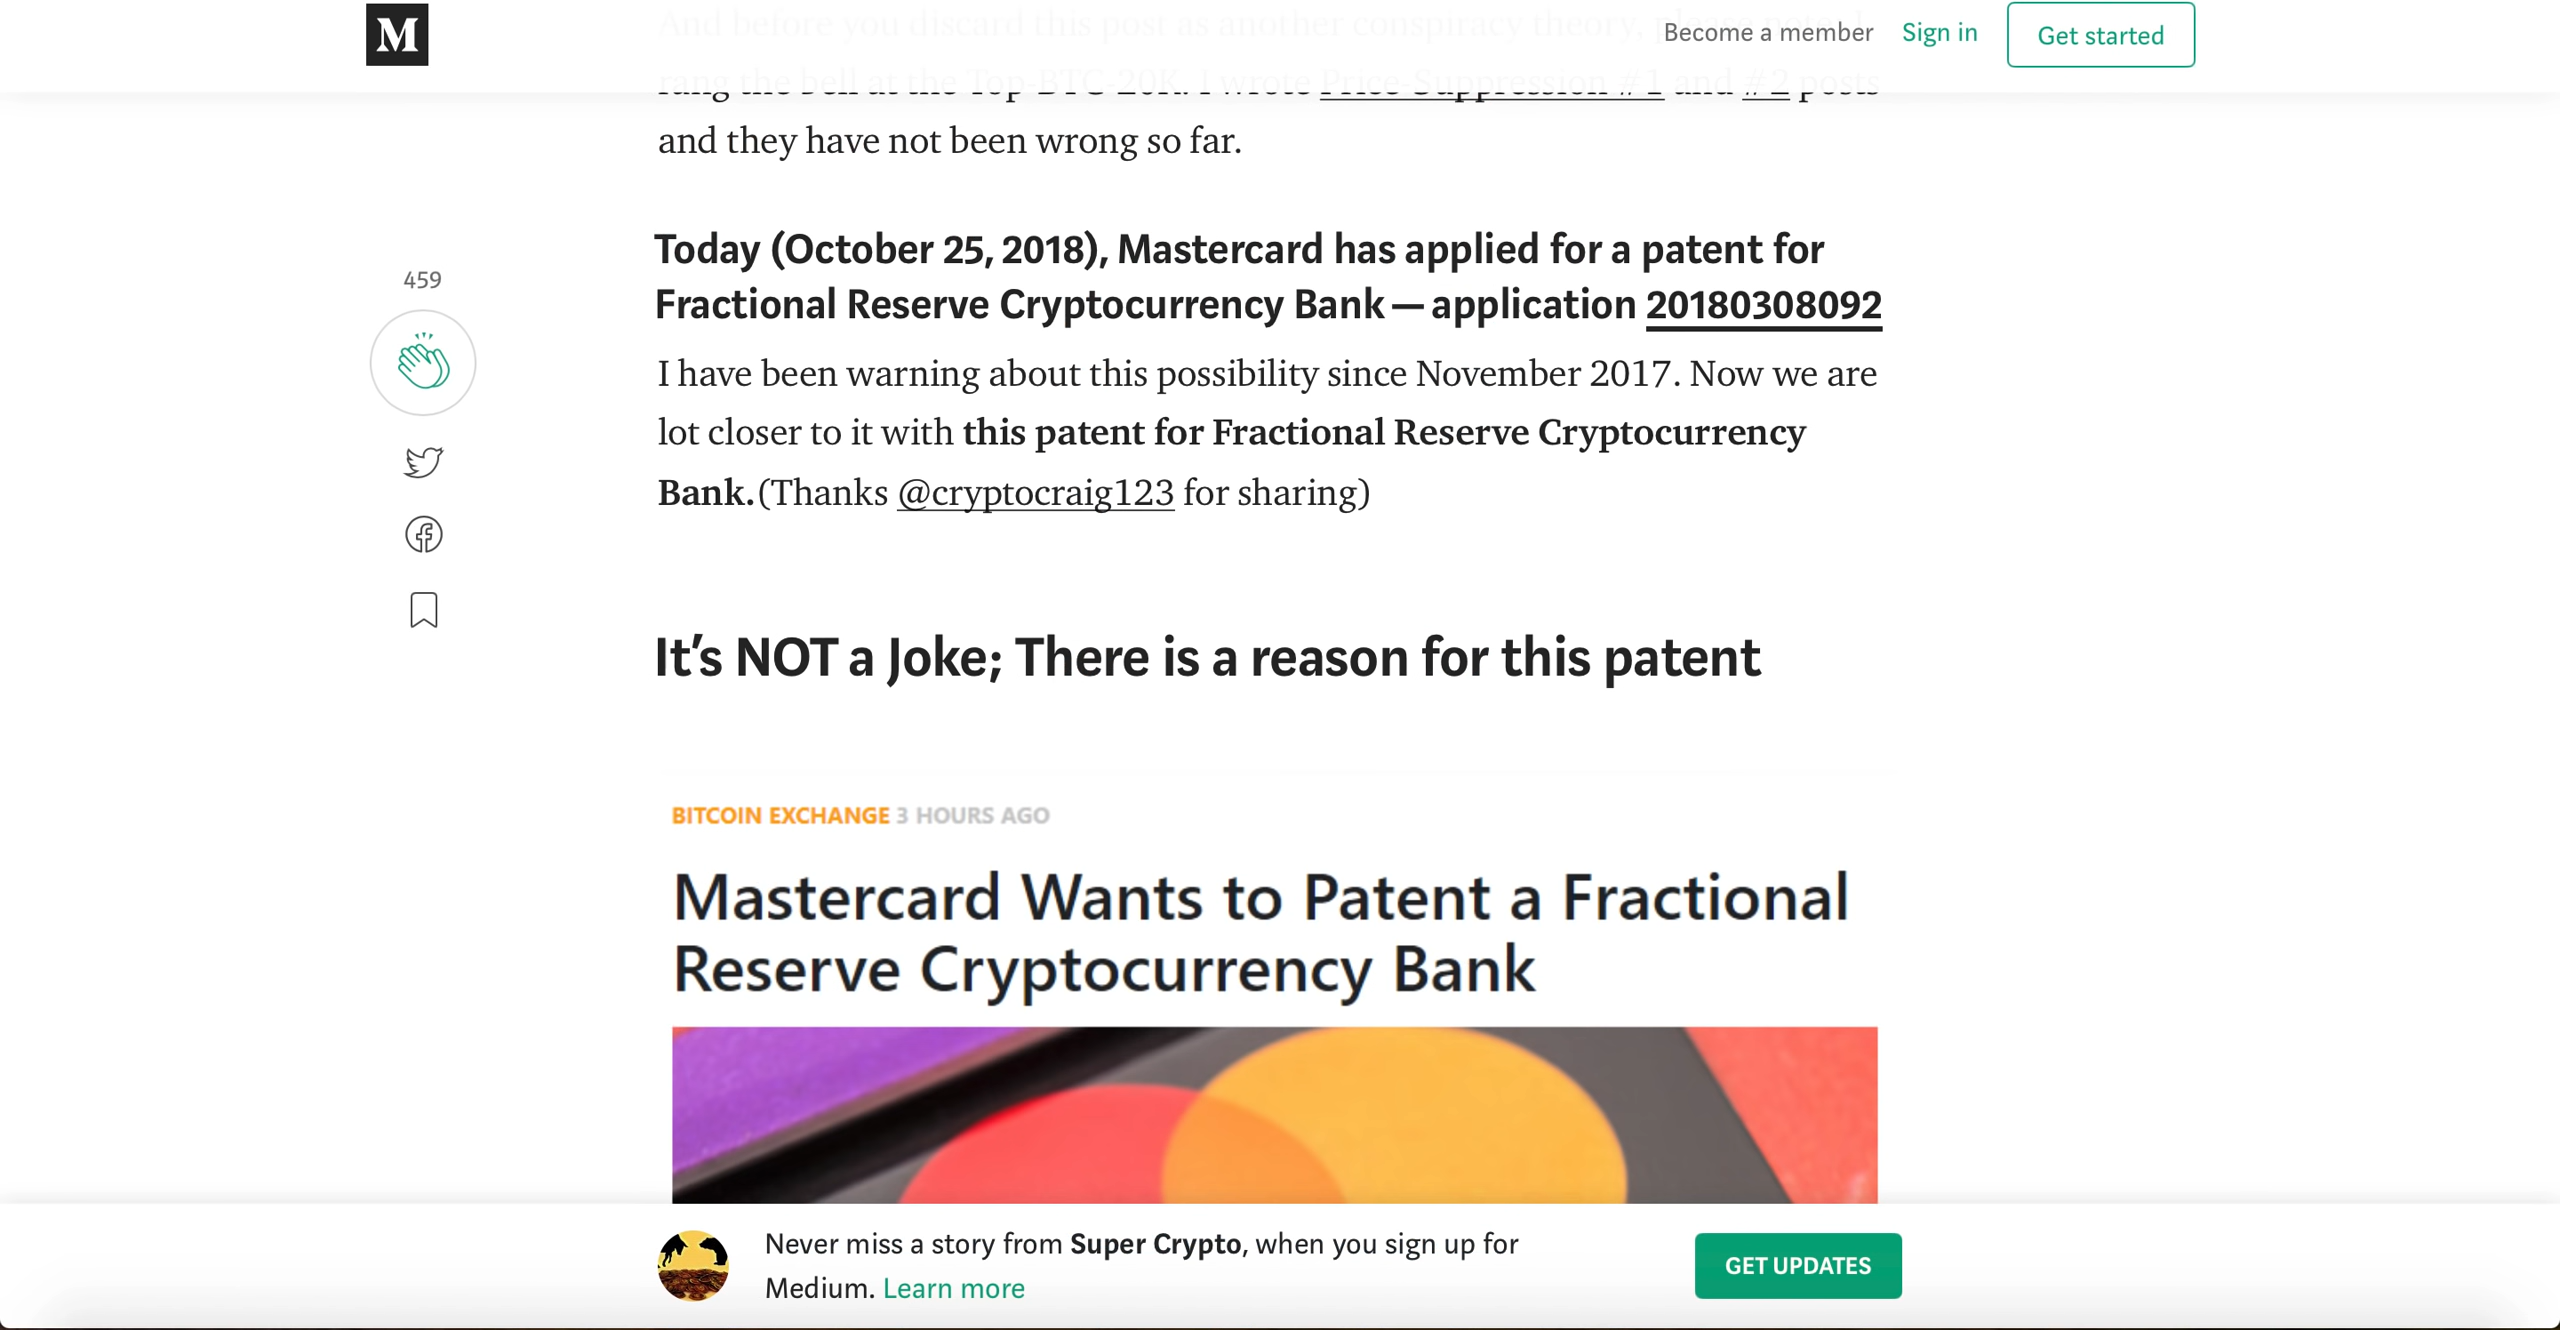 M
Become a member Sign in Get started
And before you discard this post as another conspiracy theory, please note, I
rang the bell at the Top-BTC-20K. I wrote Price-Suppression #1 and #2 posts
and they have not been wrong so far.
Today (October 25, 2018), Mastercard has applied for a patent for
Fractional Reserve Cryptocurrency Bank — application 20180308092
459
I have been warning about this possibility since November 2017. Now we are
lot closer to it with this patent for Fractional Reserve Cryptocurrency
Bank.(Thanks @cryptocraig123 for sharing)
It's NOT a Joke; There is a reason for this patent
BITCOIN EXCHANGE 3 HOURS AGO
Mastercard Wants to Patent a Fractional
Reserve Cryptocurrency Bank
Never miss a story from Super Crypto, when you sign up for
Medium. Learn more
GET UPDATES